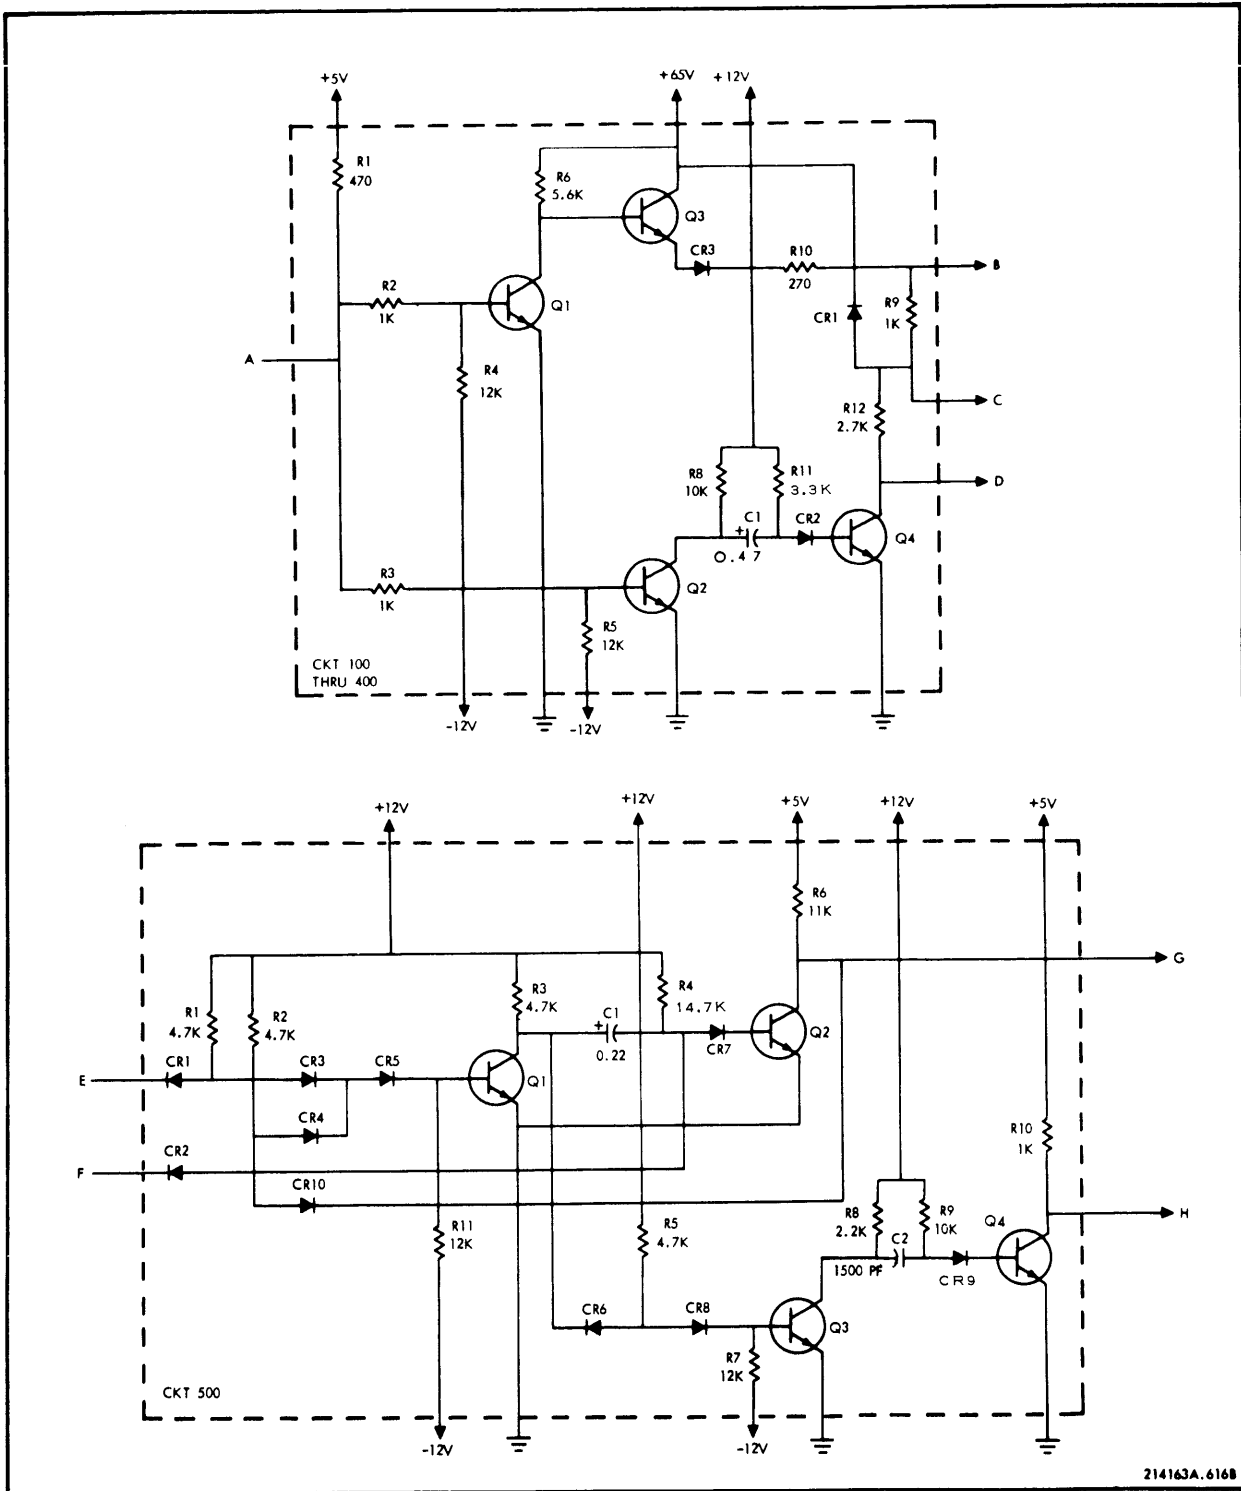 +5V
+65V
+12V
R1
470
R6
5.6K
Q3
CR3
R10
270
B
R2
1K
Q1
CR1
R9
1K
A
R4
12K
C
R12
2.7K
R8
10K
R11
3.3K
D
C1
+
0.47
CR2
Q4
R3
1K
Q2
R5
12K
CKT 100
THRU 400
-12V
-12V
+12V
+12V
+5V
+12V
+5V
R6
11K
G
R1
4.7K
R2
4.7K
R3
4.7K
C1
+
0.22
R4
14.7K
CR7
Q2
E
CR1
CR3
CR5
Q1
CR4
R10
1K
F
CR2
CR10
R11
12K
R5
4.7K
R8
2.2K
R9
10K
Q4
H
C2
1500 PF
CR9
CR6
CR8
Q3
R7
12K
CKT 500
-12V
-12V
214163A.616B